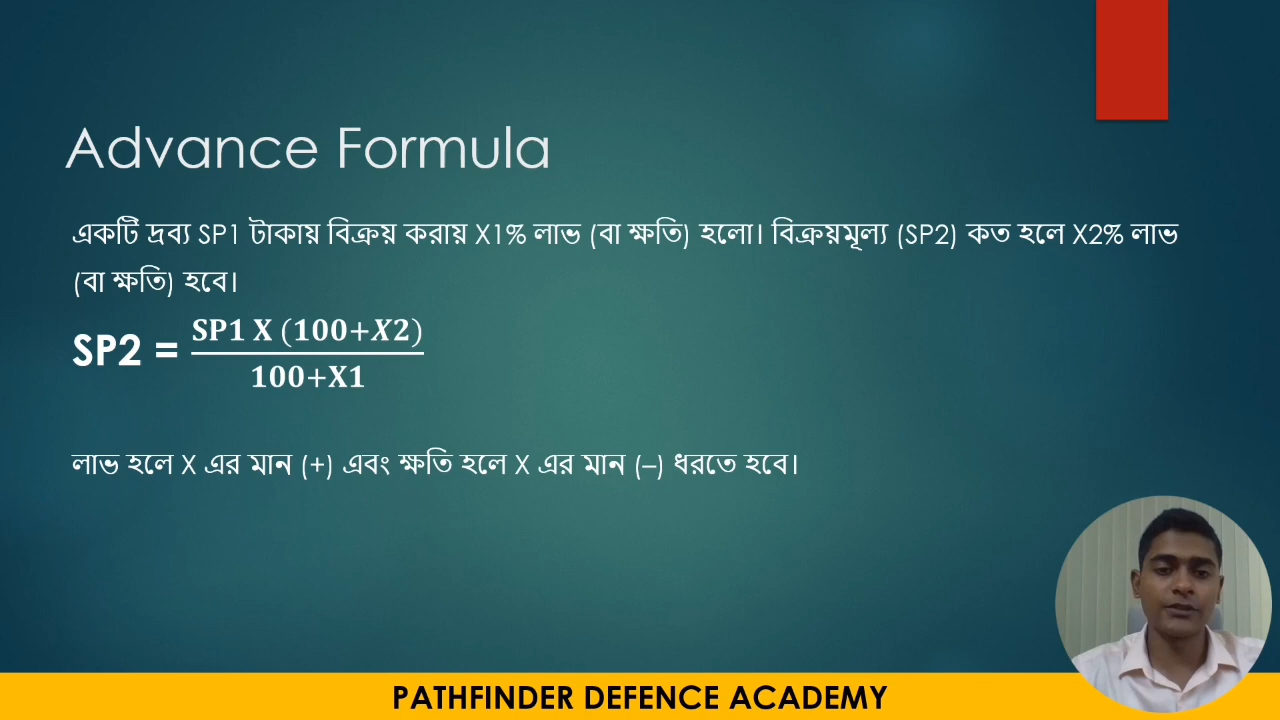 Advance Formula
একটি দ্রব্য SP1 টাকায় বিক্রয় করায় X1% লাভ (বা ক্ষতি) হলো। বিক্রয়মূল্য (SP2) কত হলে X2% লাভ
(বা ক্ষতি) হবে।
SP2 = SP1 X (100+X2) / 100+X1
লাভ হলে X এর মান (+) এবং ক্ষতি হলে X এর মান (–) ধরতে হবে।
PATHFINDER DEFENCE ACADEMY